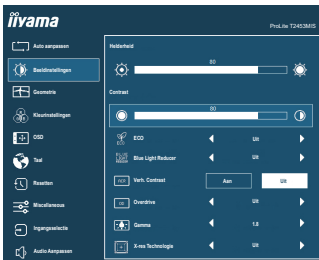 iiyama
ProLite T2453MIS
Auto aanpassen
Beeldinstellingen
Geometrie
Kleurinstellingen
OSD
Taal
Resetten
Miscellaneous
Ingangsselectie
Audio Aanpassen
Helderheid
80
Contrast
80
ECO ECO Uit
Blue Light Reducer Uit
ACR Verh. Contrast Aan Uit
OD Overdrive Uit
Gamma 1.8
X-res Technologie Uit